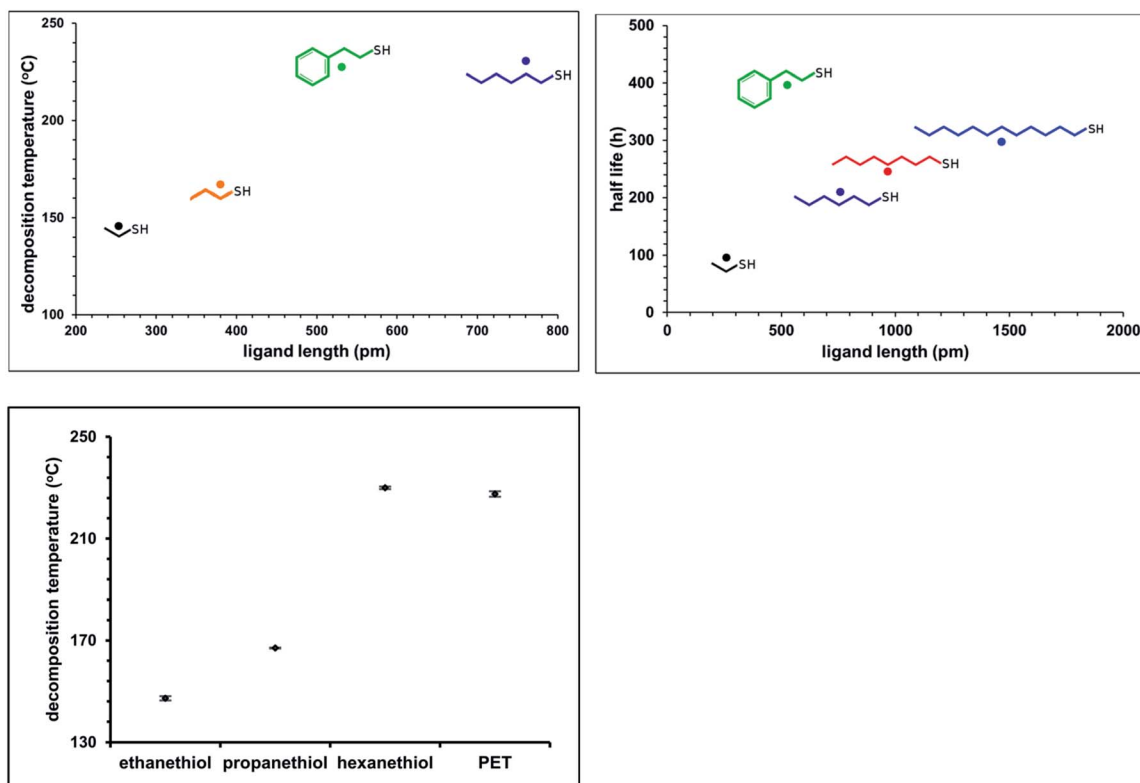 decomposition temperature (°C)
250
200
150
100
200
300
400
500
600
700
800
ligand length (pm)
SH
SH
SH
SH
half life (h)
500
400
300
200
100
0
0
500
1000
1500
2000
ligand length (pm)
SH
SH
SH
SH
SH
decomposition temperature (°C)
250
210
170
130
ethanethiol propanethiol hexanethiol PET